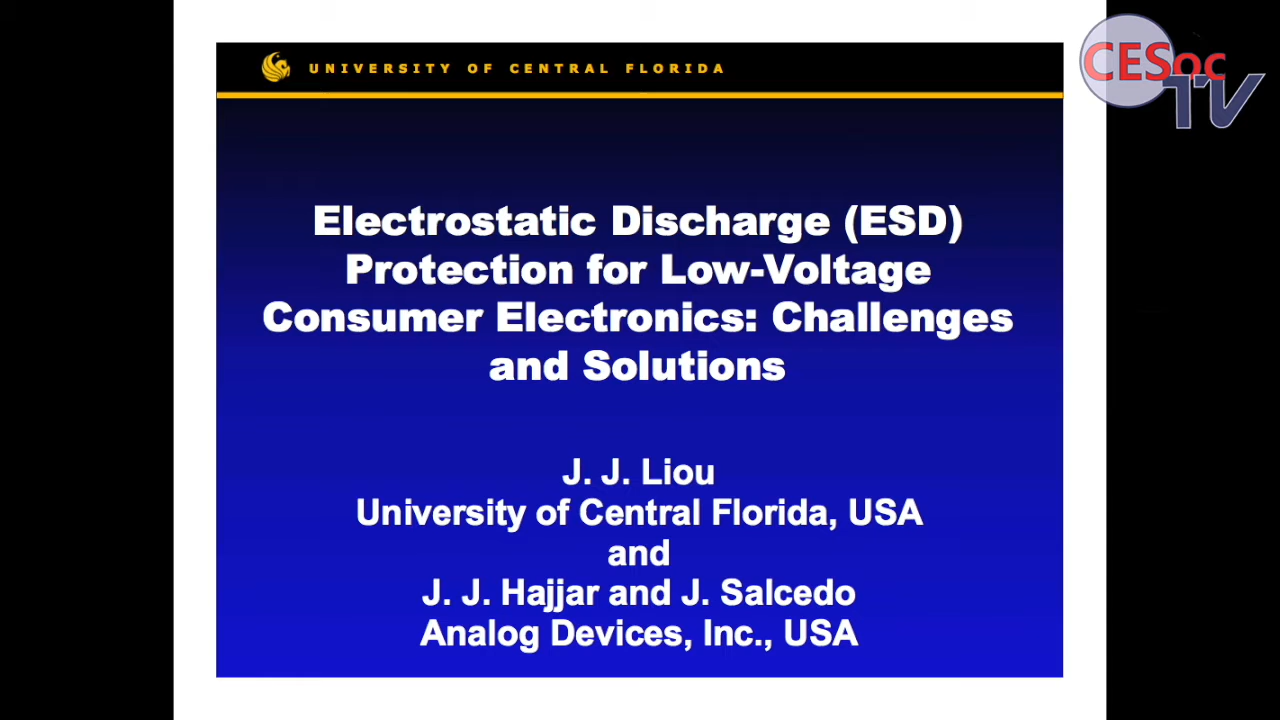 UNIVERSITY OF CENTRAL FLORIDA
CESoc
TV
Electrostatic Discharge (ESD)
Protection for Low-Voltage
Consumer Electronics: Challenges
and Solutions
J. J. Liou
University of Central Florida, USA
and
J. J. Hajjar and J. Salcedo
Analog Devices, Inc., USA